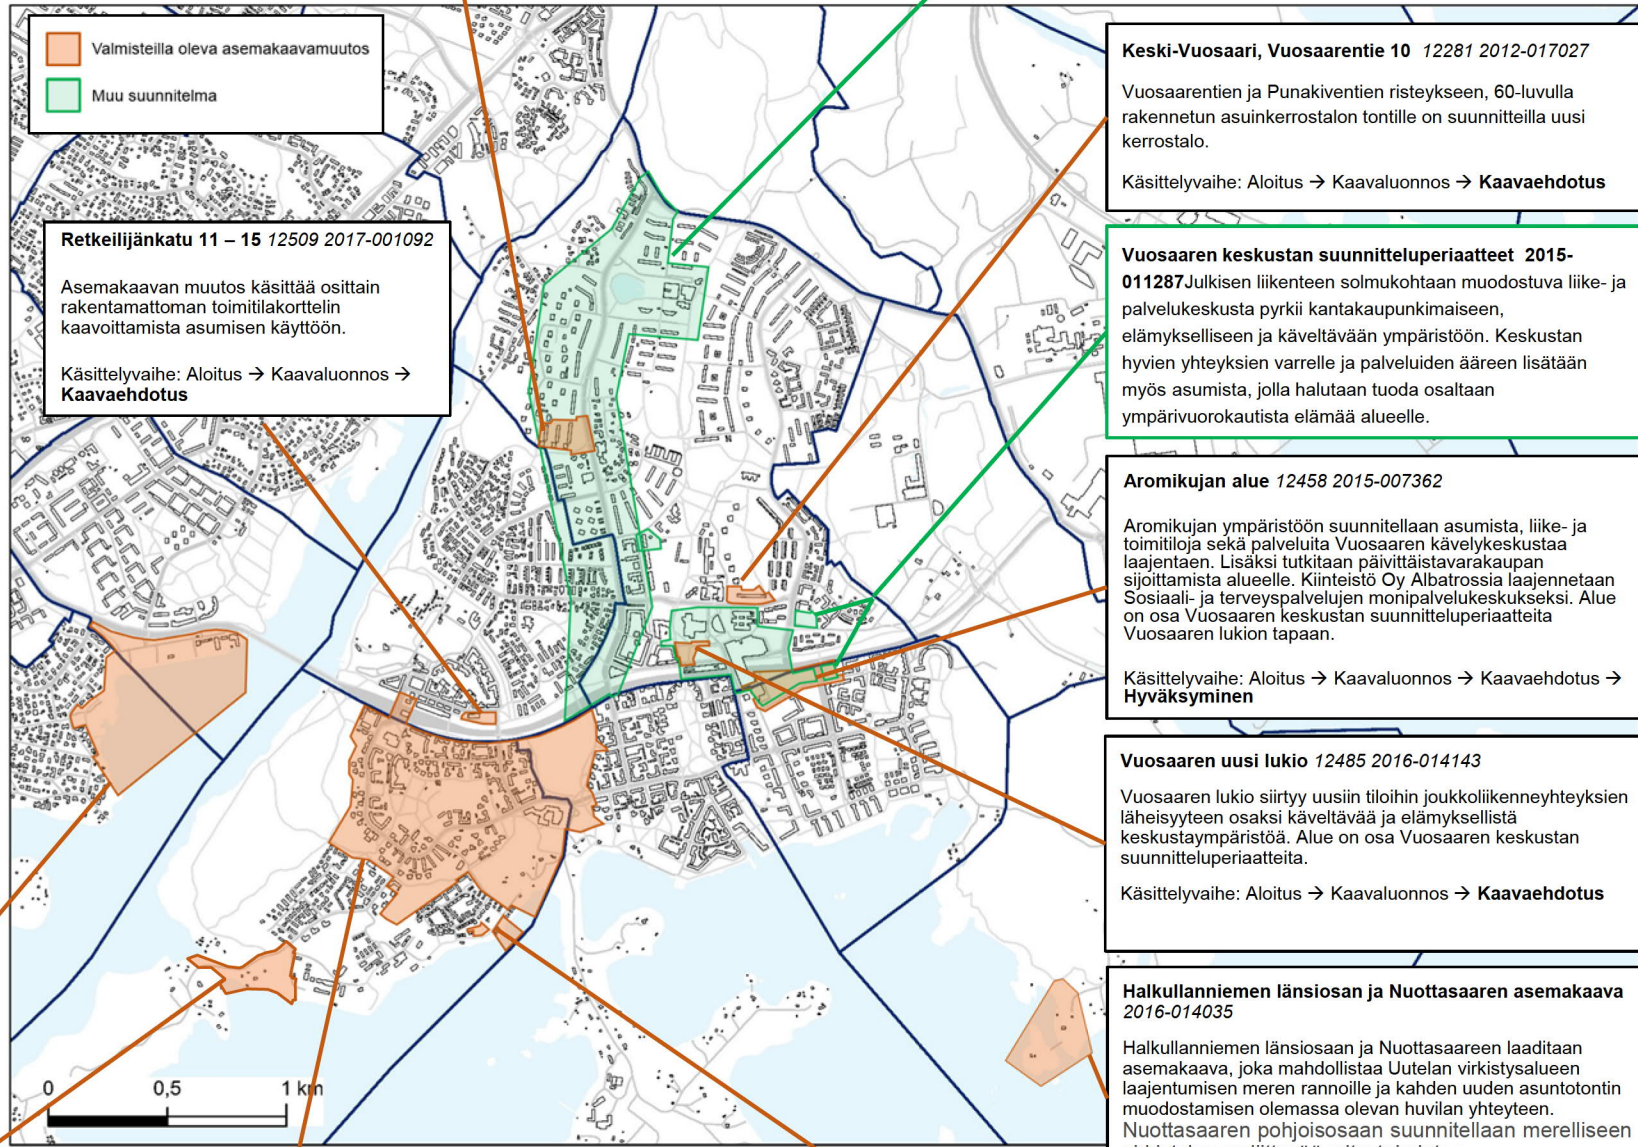 Valmisteilla oleva asemakaavamuutos
Muu suunnitelma
Retkeilijänkatu 11 – 15 12509 2017-001092
Asemakaavan muutos käsittää osittain
rakentamattoman toimitilakorttelin
kaavoittamista asumisen käyttöön.
Käsittelyvaihe: Aloitus → Kaavaluonnos →
Kaavaehdotus
Keski-Vuosaari, Vuosaarentie 10 12281 2012-017027
Vuosaarentien ja Punakiventien risteykseen, 60-luvulla
rakennetun asuinkerrostalon tontille on suunnitteilla uusi
kerrostalo.
Käsittelyvaihe: Aloitus → Kaavaluonnos → Kaavaehdotus
Vuosaaren keskustan suunnitteluperiaatteet 2015-
011287Julkisen liikenteen solmukohtaan muodostuva liike- ja
palvelukeskusta pyrkii kantakaupunkimaiseen,
elämykselliseen ja käveltävään ympäristöön. Keskustan
hyvien yhteyksien varrelle ja palveluiden ääreen lisätään
myös asumista, jolla halutaan tuoda osaltaan
ympärivuorokautista elämää alueelle.
Aromikujan alue 12458 2015-007362
Aromikujan ympäristöön suunnitellaan asumista, liike- ja
toimitiloja sekä palveluita Vuosaaren kävelykeskustaa
laajentaen. Lisäksi tutkitaan päivittäistavarakaupan
sijoittamista alueelle. Kiinteistö Oy Albatrossia laajennetaan
Sosiaali- ja terveyspalvelujen monipalvelukeskukseksi. Alue
on osa Vuosaaren keskustan suunnitteluperiaatteita
Vuosaaren lukion tapaan.
Käsittelyvaihe: Aloitus → Kaavaluonnos → Kaavaehdotus →
Hyväksyminen
Vuosaaren uusi lukio 12485 2016-014143
Vuosaaren lukio siirtyy uusiin tiloihin joukkoliikenneyhteyksien
läheisyyteen osaksi käveltävää ja elämyksellistä
keskustaympäristöä. Alue on osa Vuosaaren keskustan
suunnitteluperiaatteita.
Käsittelyvaihe: Aloitus → Kaavaluonnos → Kaavaehdotus
Halkullanniemen länsiosan ja Nuottasaaren asemakaava
2016-014035
Halkullanniemen länsiosaan ja Nuottasaareen laaditaan
asemakaava, joka mahdollistaa Uutelan virkistysalueen
laajentumisen meren rannoille ja kahden uuden asuntotontin
muodostamisen olemassa olevan huvilan yhteyteen.
Nuottasaaren pohjoisosaan suunnitellaan merelliseen
0 0,5 1 km